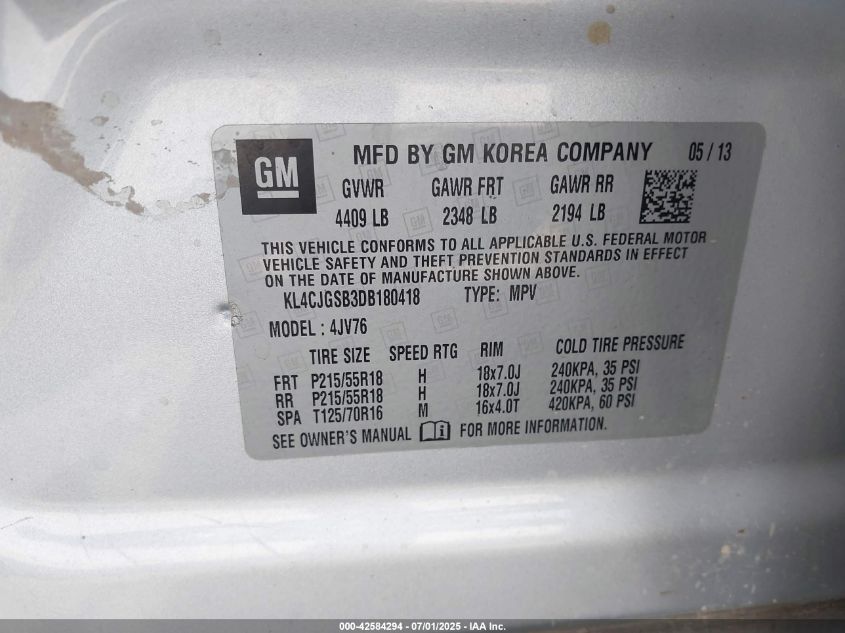 GM MFD BY GM KOREA COMPANY 05 / 13
GVWR GAWR FRT GAWR RR
4409 LB 2348 LB 2194 LB
THIS VEHICLE CONFORMS TO ALL APPLICABLE U.S. FEDERAL MOTOR
VEHICLE SAFETY AND THEFT PREVENTION STANDARDS IN EFFECT
ON THE DATE OF MANUFACTURE SHOWN ABOVE.
KL4CJGSB3DB180418 TYPE: MPV
MODEL : 4JV76
TIRE SIZE SPEED RTG RIM COLD TIRE PRESSURE
FRT P215/55R18 H 18x7.0J 240KPA, 35 PSI
RR P215/55R18 H 18x7.0J 240KPA, 35 PSI
SPA T125/70R16 M 16x4.0T 420KPA, 60 PSI
SEE OWNER'S MANUAL i FOR MORE INFORMATION.
000-42584294 - 07/01/2025 - IAA Inc.